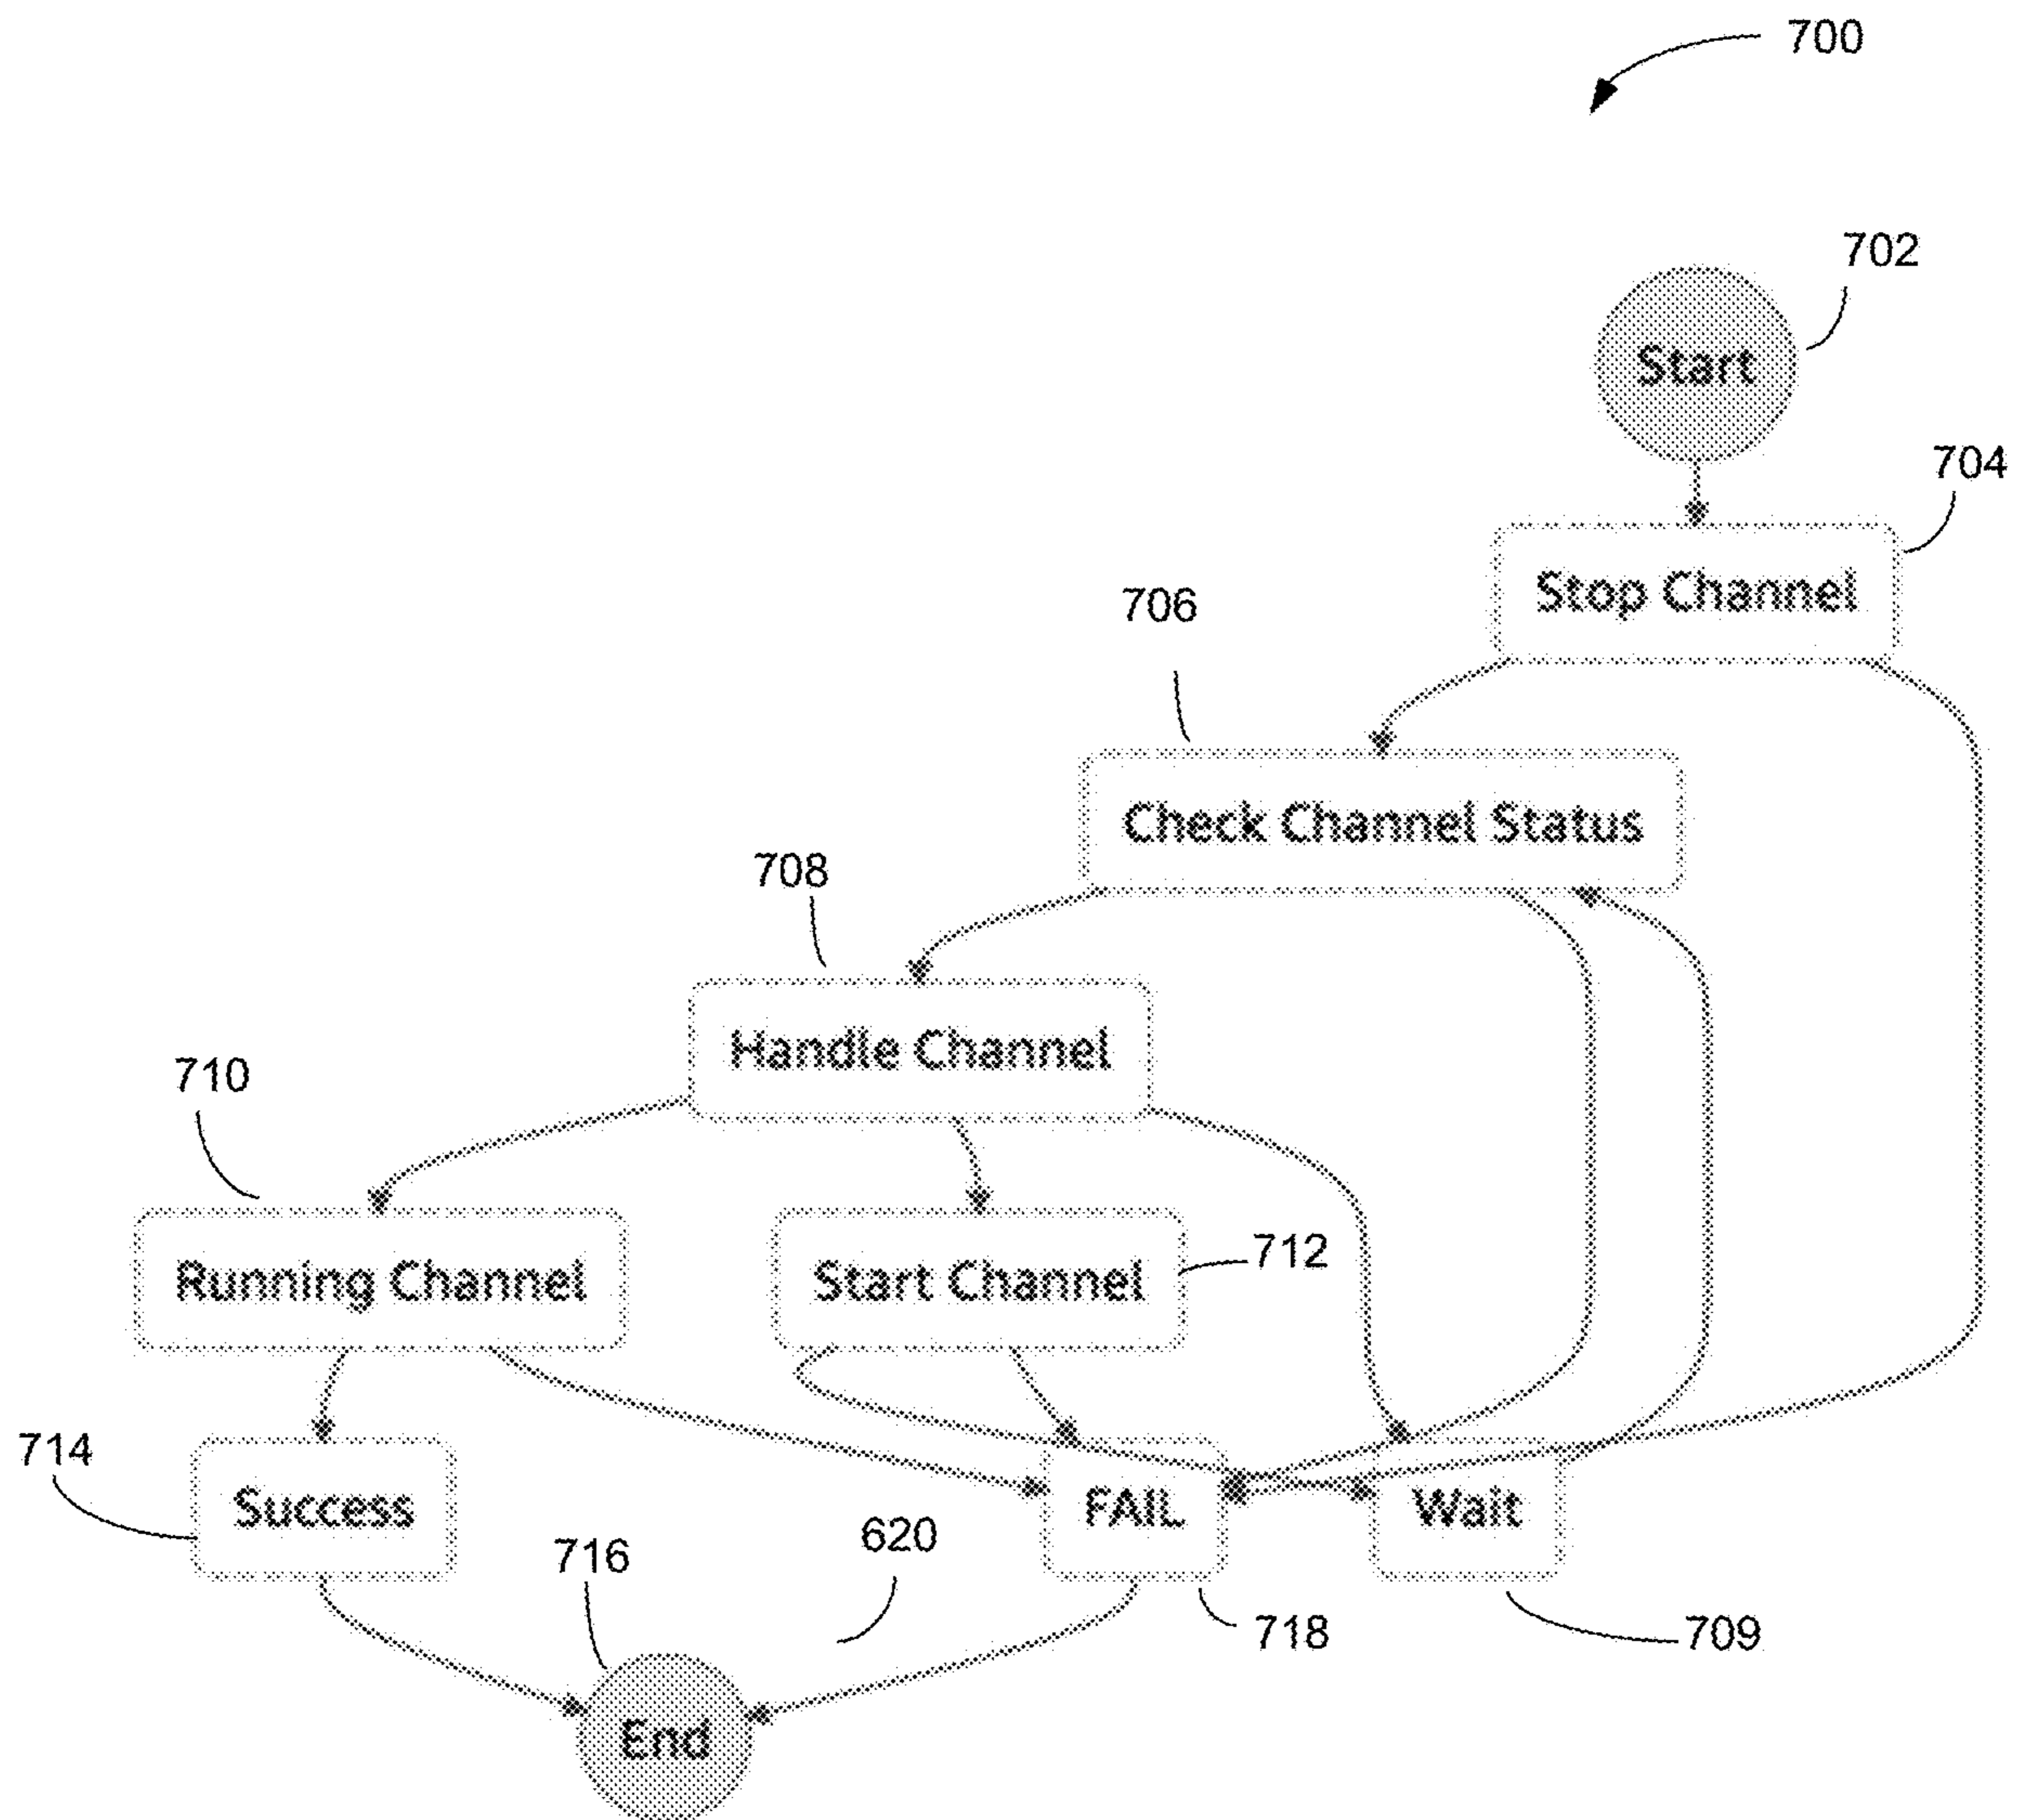 700
702
Start
704
Stop Channel
706
Check Channel Status
708
Handle Channel
710
Running Channel
Start Channel
712
714
Success
FAIL
Wait
716
620
718
709
End